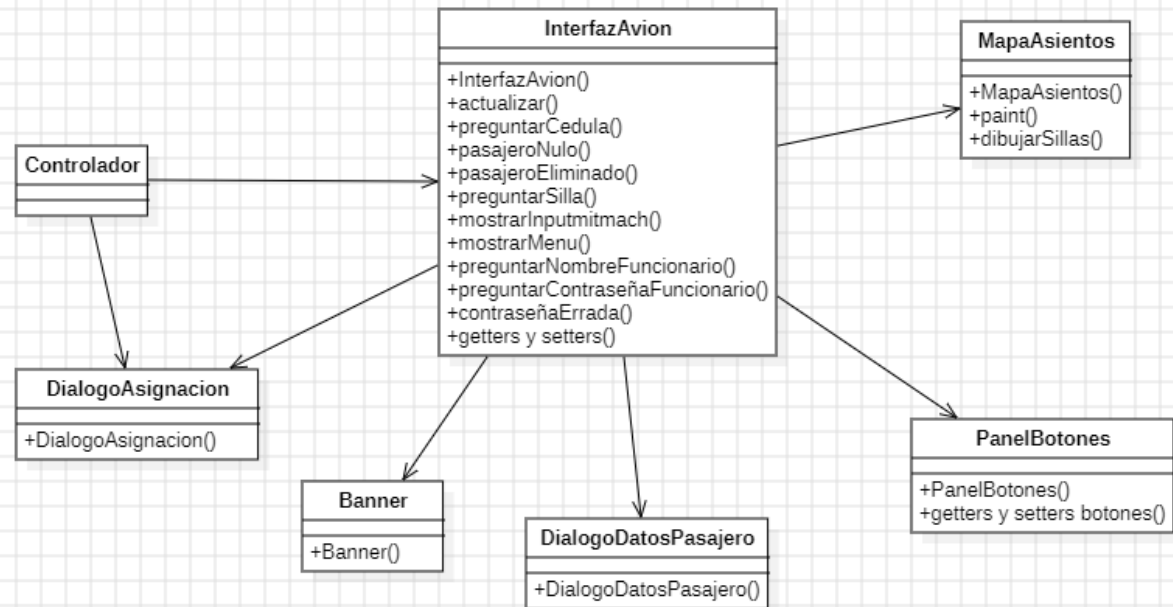 InterfazAvion
+InterfazAvion()
+actualizar()
+preguntarCedula()
+pasajeroNulo()
+pasajeroEliminado()
+preguntarSilla()
+mostrarInputmitmach()
+mostrarMenu()
+preguntarNombreFuncionario()
+preguntarContraseñaFuncionario()
+contraseñaErrada()
+getters y setters()
MapaAsientos
+MapaAsientos()
+paint()
+dibujarSillas()
Controlador
DialogoAsignacion
+DialogoAsignacion()
Banner
+Banner()
DialogoDatosPasajero
+DialogoDatosPasajero()
PanelBotones
+PanelBotones()
+getters y setters botones()